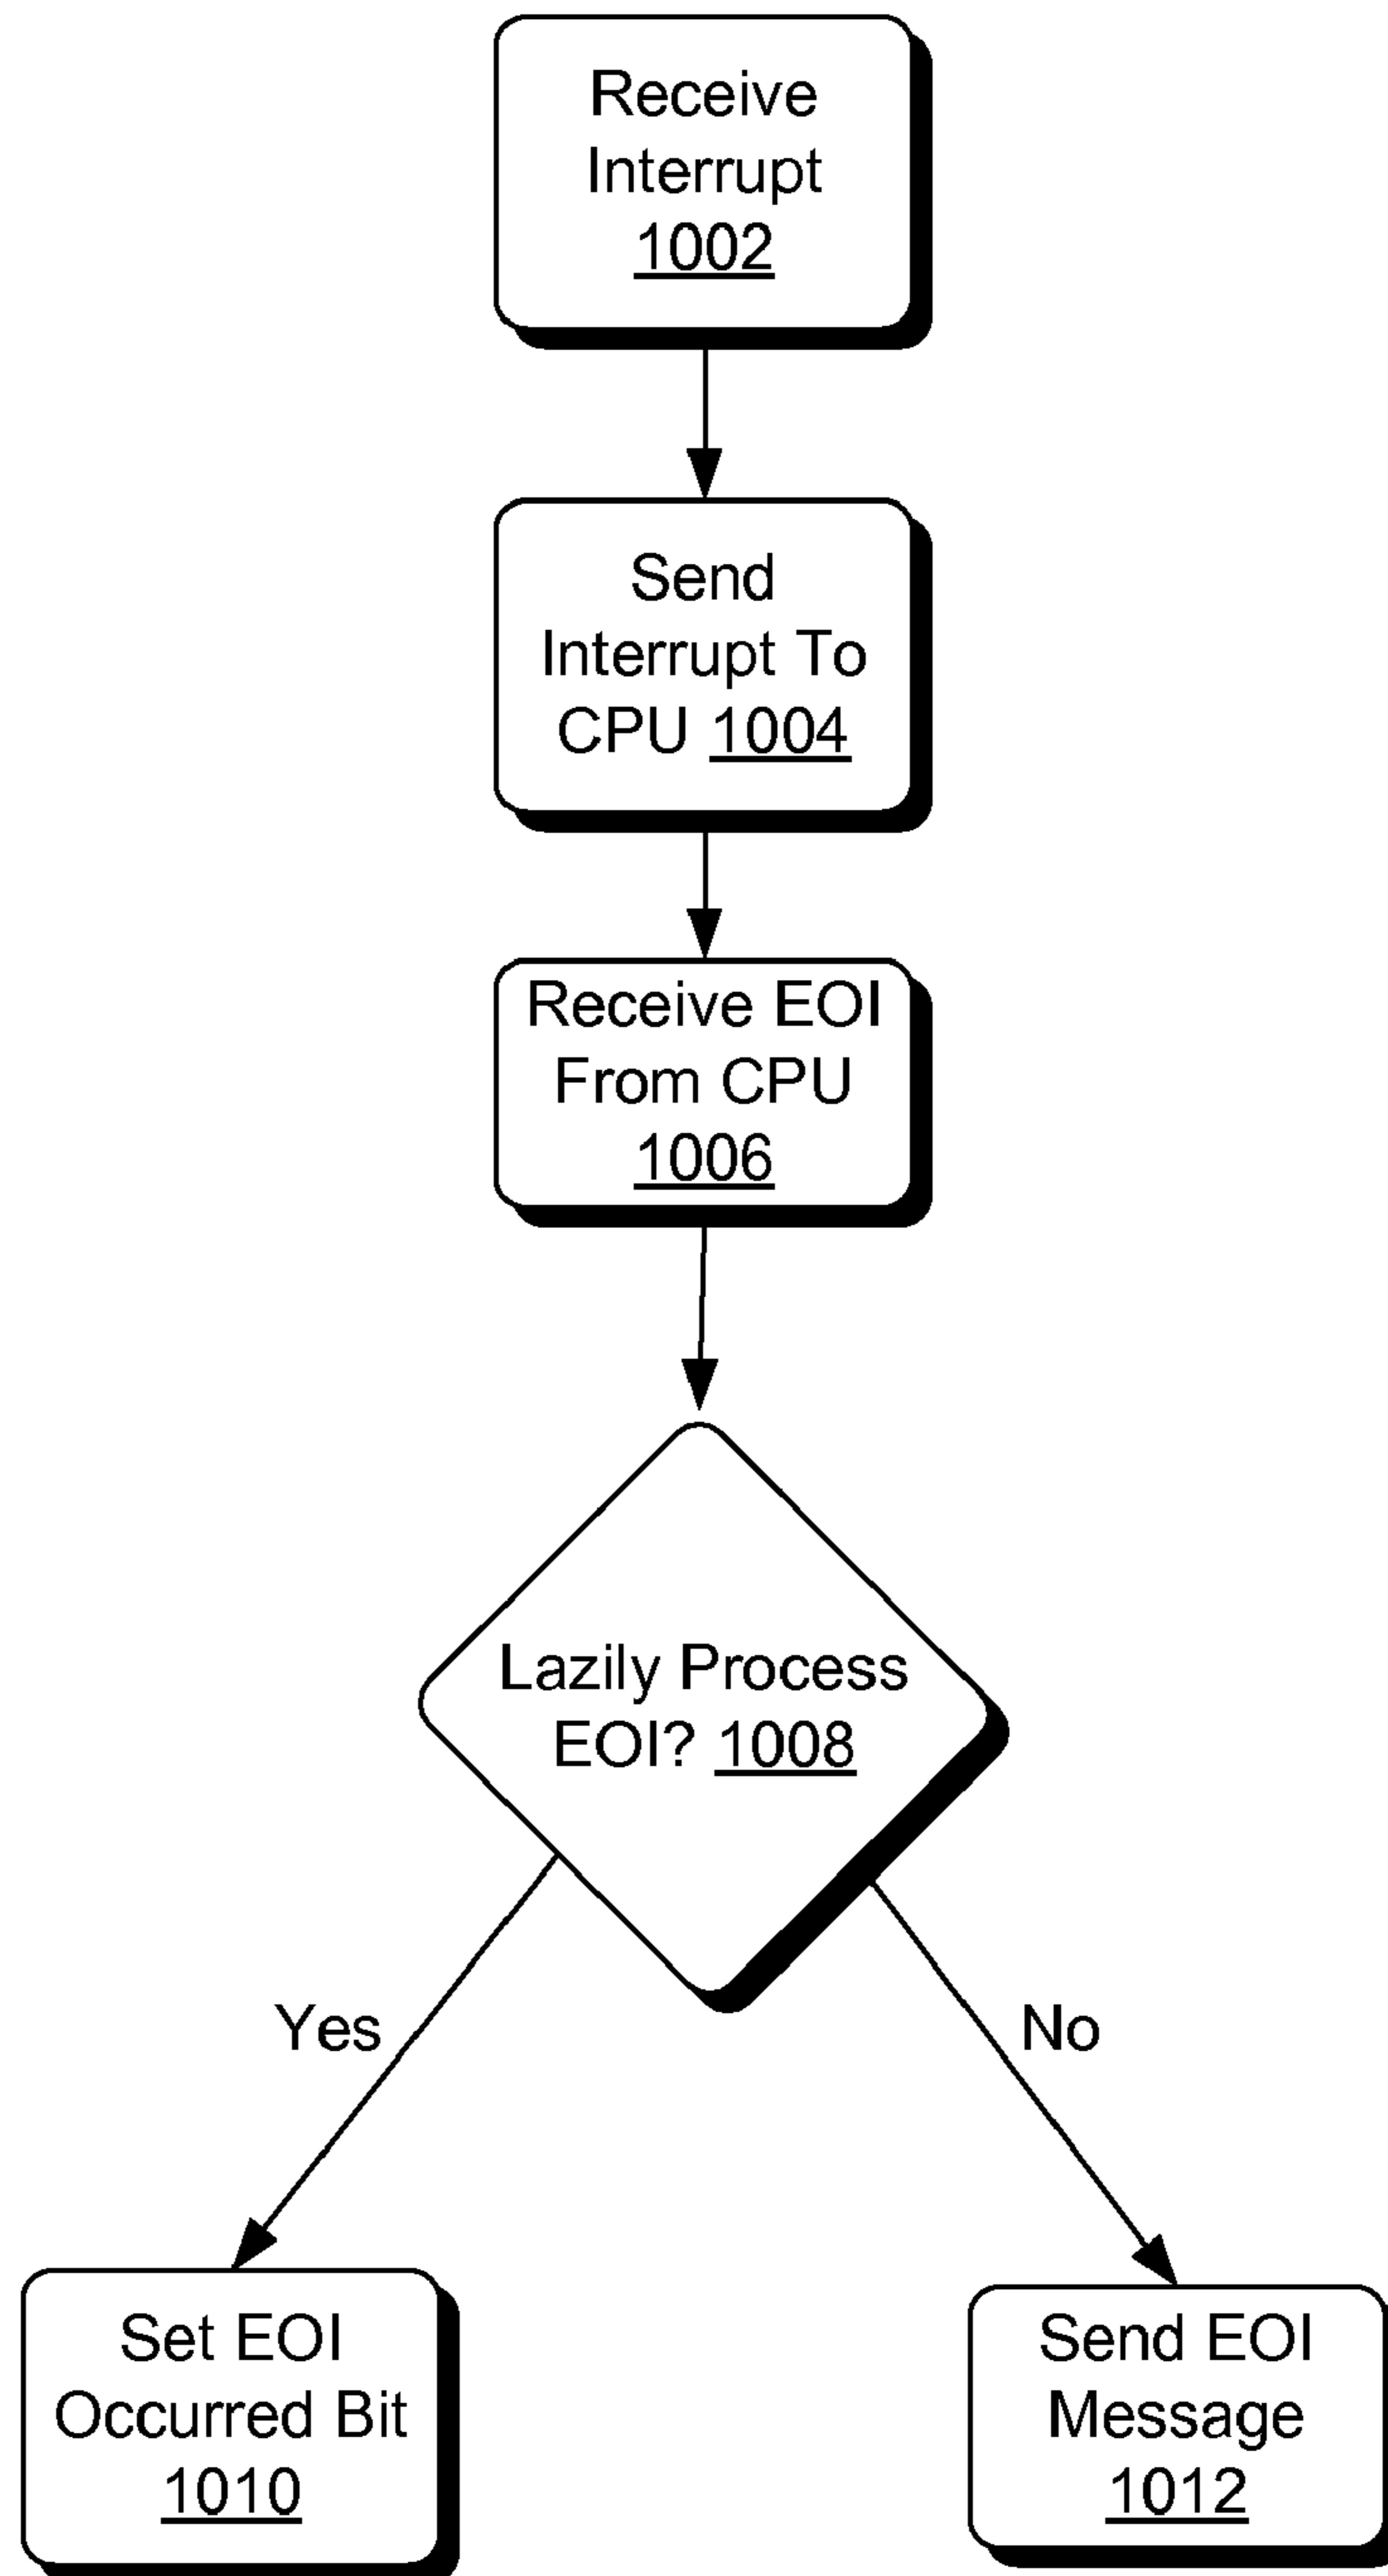 Receive
Interrupt
1002
Send
Interrupt To
CPU 1004
Receive EOI
From CPU
1006
Lazily Process
EOI? 1008
Yes
No
Set EOI
Occurred Bit
1010
Send EOI
Message
1012